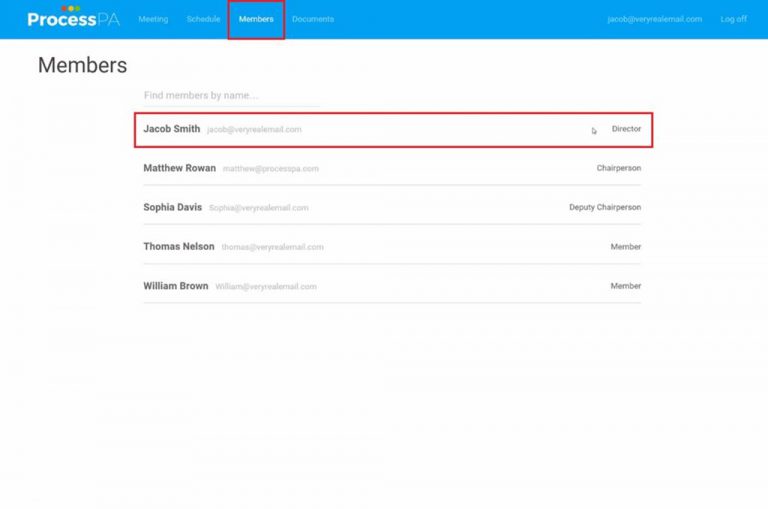 ProcessPA Meeting Schedule Members Documents jacob@veryrealemail.com Log off
Members
Find members by name...
Jacob Smith jacob@veryrealemail.com Director
Matthew Rowan matthew@processpa.com Chairperson
Sophia Davis Sophia@veryrealemail.com Deputy Chairperson
Thomas Nelson thomas@veryrealemail.com Member
William Brown William@veryrealemail.com Member